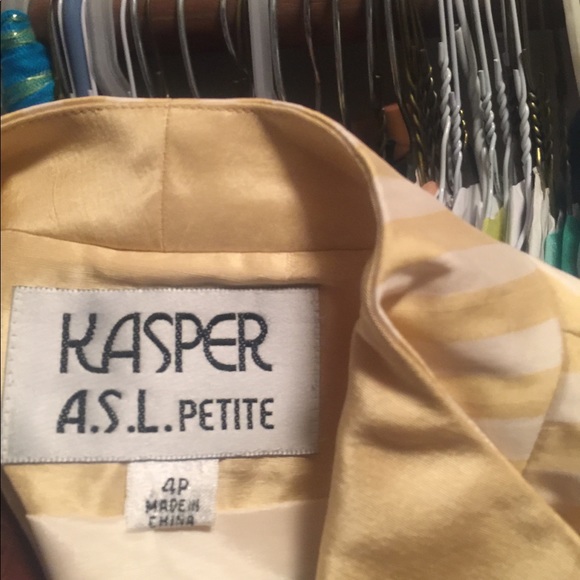 KASPER
A.S.L. PETITE
4P
MADE IN
CHINA